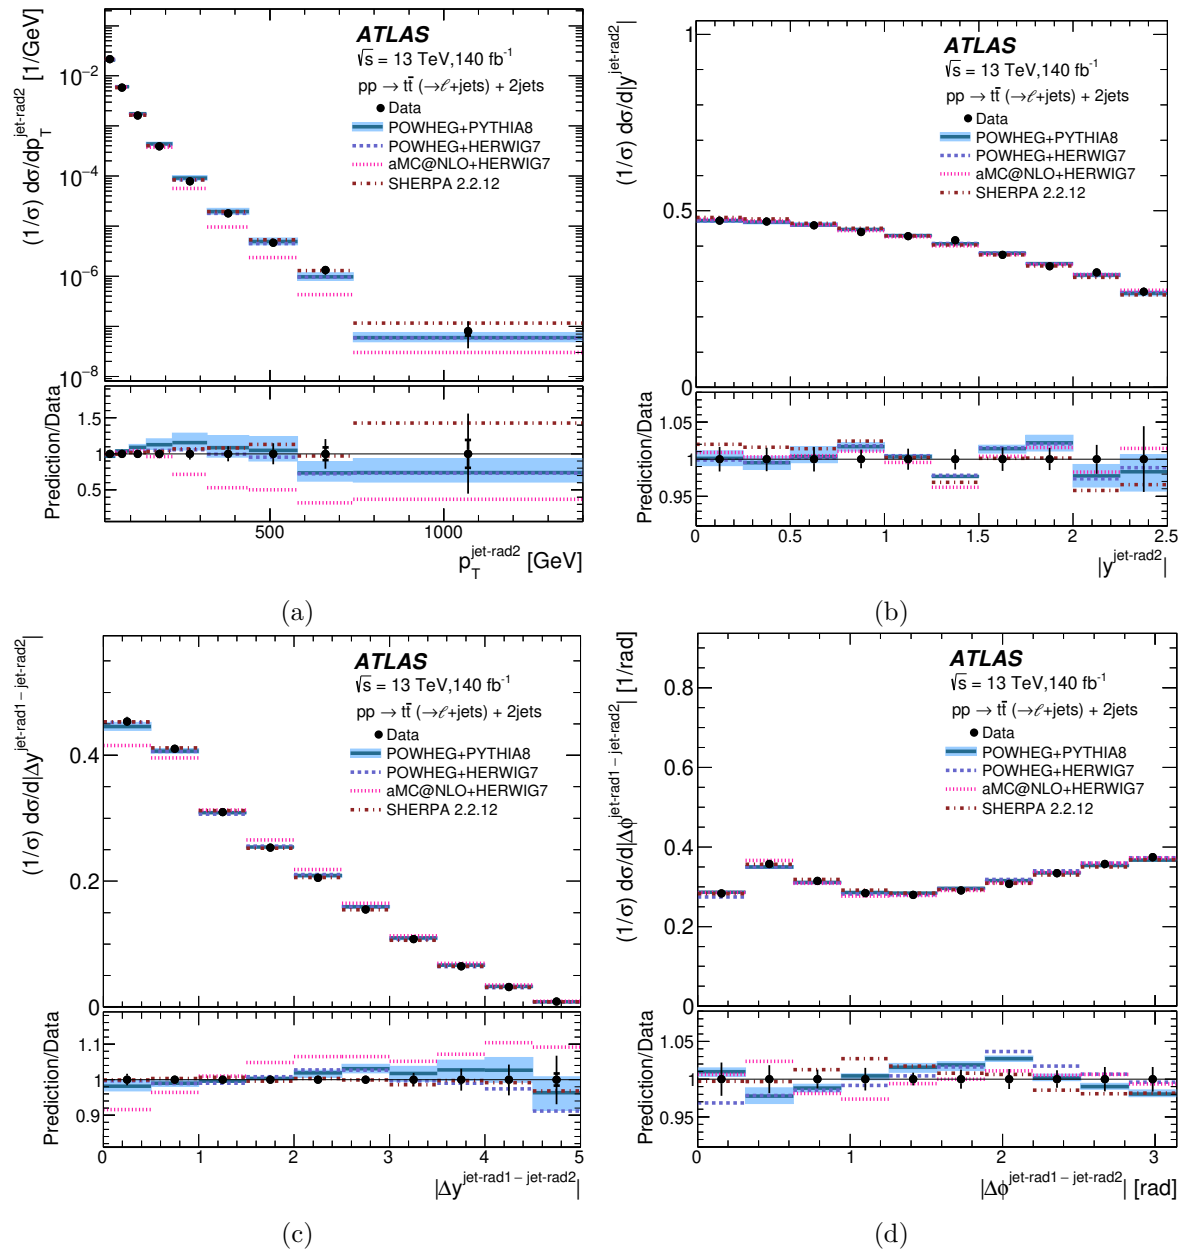 ATLAS
√s = 13 TeV,140 fb⁻¹
pp → tt̄ (→ℓ+jets) + 2jets
Data
POWHEG+PYTHIA8
POWHEG+HERWIG7
aMC@NLO+HERWIG7
SHERPA 2.2.12
(1/σ) dσ/dp_T^jet-rad2 [1/GeV]
10⁻²
10⁻⁴
10⁻⁶
10⁻⁸
Prediction/Data
1.5
1
0.5
500 1000
p_T^jet-rad2 [GeV]
(a)
ATLAS
√s = 13 TeV,140 fb⁻¹
pp → tt̄ (→ℓ+jets) + 2jets
Data
POWHEG+PYTHIA8
POWHEG+HERWIG7
aMC@NLO+HERWIG7
SHERPA 2.2.12
(1/σ) dσ/d|y^jet-rad2|
1
0.5
0
Prediction/Data
1.05
1
0.95
0 0.5 1 1.5 2 2.5
|y^jet-rad2|
(b)
ATLAS
√s = 13 TeV,140 fb⁻¹
pp → tt̄ (→ℓ+jets) + 2jets
Data
POWHEG+PYTHIA8
POWHEG+HERWIG7
aMC@NLO+HERWIG7
SHERPA 2.2.12
(1/σ) dσ/d|Δy^jet-rad1 – jet-rad2|
0.4
0.2
0
Prediction/Data
1.1
1
0.9
0 1 2 3 4 5
|Δy^jet-rad1 – jet-rad2|
(c)
ATLAS
√s = 13 TeV,140 fb⁻¹
pp → tt̄ (→ℓ+jets) + 2jets
Data
POWHEG+PYTHIA8
POWHEG+HERWIG7
aMC@NLO+HERWIG7
SHERPA 2.2.12
(1/σ) dσ/d|Δϕ^jet-rad1 – jet-rad2| [1/rad]
0.8
0.6
0.4
0.2
0
Prediction/Data
1.05
1
0.95
0 1 2 3
|Δϕ^jet-rad1 – jet-rad2| [rad]
(d)